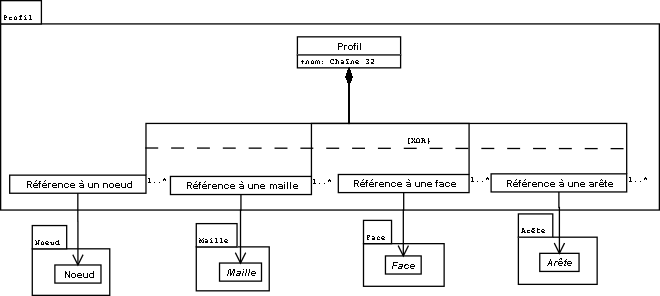 Profil
Profil
+nom: Chaîne 32
{XOR}
Référence à un noeud
1..*
Référence à une maille
1..*
Référence à une face
1..*
Référence à une arête
1..*
Noeud
Maille
Face
Arête
Noeud
Maille
Face
Arête